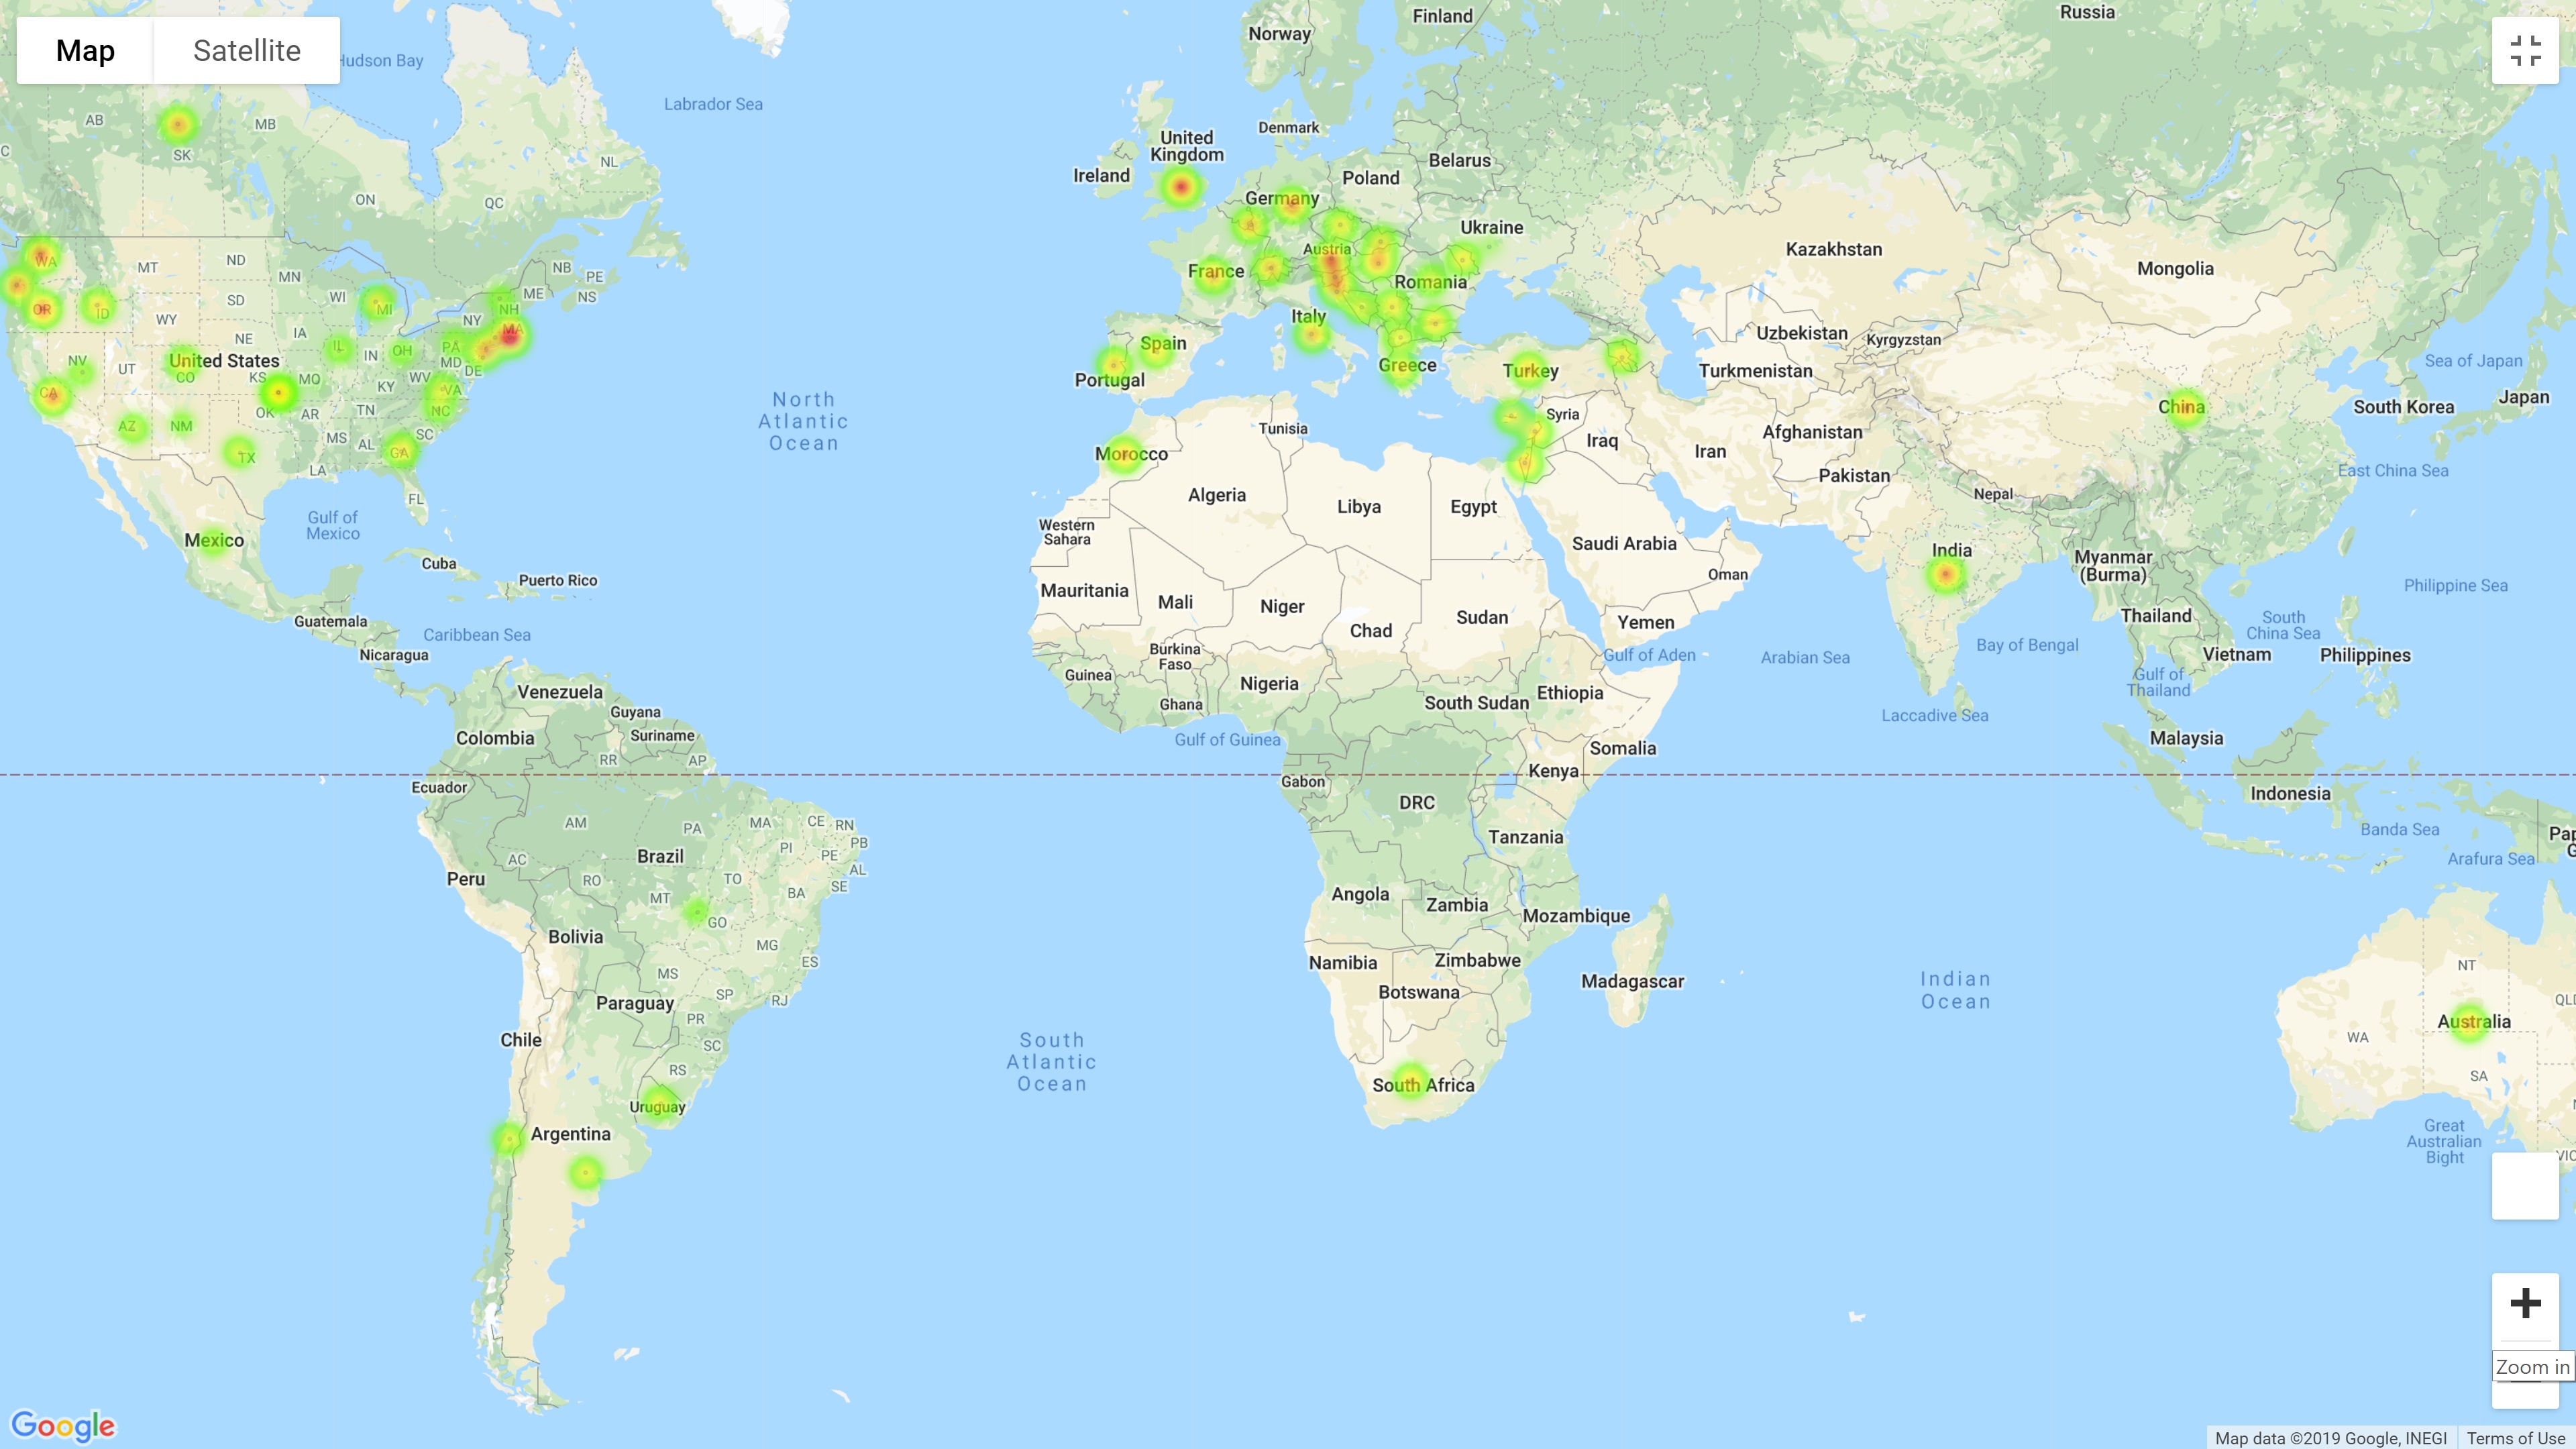 Map
Satellite
Hudson Bay
Labrador Sea
Finland
Norway
Russia
AB
SK
MB
C
ON
QC
NL
NB
PE
NS
ME
NH
MA
NY
WA
OR
ID
MT
ND
MN
SD
WI
MI
WY
NE
IA
United States
NV
UT
CO
KS
MO
IL
IN
OH
PA
MD
DE
WV
VA
KY
CA
AZ
NM
OK
AR
TN
NC
SC
MS
AL
GA
TX
LA
FL
Gulf of
Mexico
Mexico
Cuba
Puerto Rico
Guatemala
Caribbean Sea
Nicaragua
North
Atlantic
Ocean
United
Kingdom
Ireland
Denmark
Germany
Poland
Belarus
Ukraine
Austria
France
Romania
Italy
Spain
Portugal
Greece
Turkey
Syria
Iraq
Iran
Kazakhstan
Uzbekistan
Kyrgyzstan
Turkmenistan
Afghanistan
Pakistan
Mongolia
China
Nepal
India
Sea of Japan
South Korea
Japan
East China Sea
Philippine Sea
Myanmar
(Burma)
Thailand
South
China Sea
Vietnam
Philippines
Gulf of
Thailand
Bay of Bengal
Arabian Sea
Laccadive Sea
Malaysia
Indonesia
Banda Sea
Arafura Sea
Pap
G
Tunisia
Morocco
Algeria
Libya
Egypt
Western
Sahara
Saudi Arabia
Oman
Yemen
Gulf of Aden
Mauritania
Mali
Niger
Chad
Sudan
Burkina
Faso
Guinea
Ghana
Nigeria
South Sudan
Ethiopia
Gulf of Guinea
Somalia
Kenya
Gabon
DRC
Tanzania
Angola
Zambia
Mozambique
Namibia
Zimbabwe
Botswana
Madagascar
South Africa
Indian
Ocean
South
Atlantic
Ocean
Venezuela
Guyana
Suriname
Colombia
RR
AP
Ecuador
AM
PA
MA
CE
RN
PB
PI
PE
AL
SE
Brazil
AC
Peru
RO
TO
BA
MT
GO
Bolivia
MG
ES
MS
SP
RJ
Paraguay
PR
SC
Chile
RS
Uruguay
Argentina
NT
QLD
Australia
WA
SA
Great
Australian
Bight
VIC
Zoom in
Google
Map data ©2019 Google, INEGI
Terms of Use